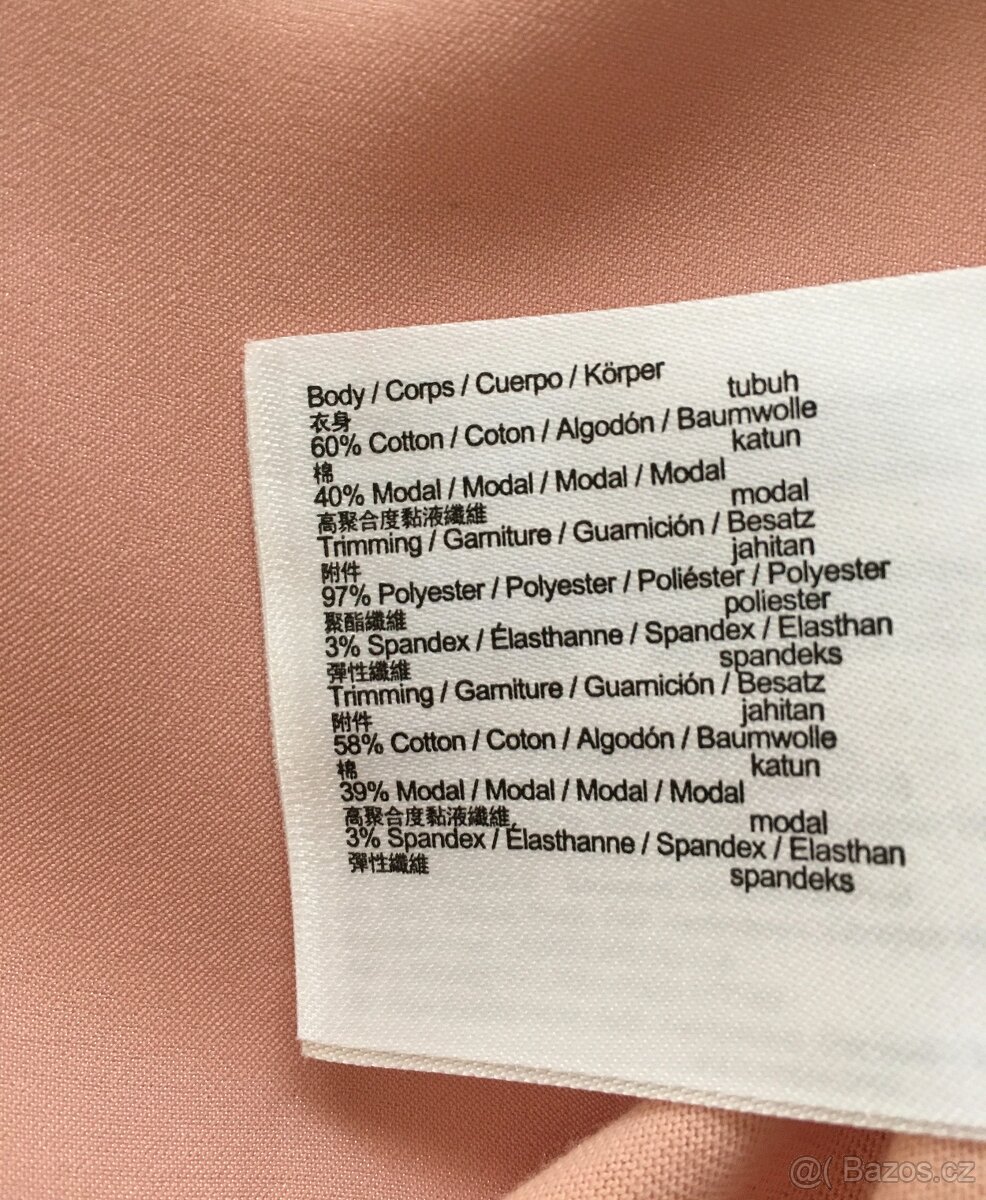 Body / Corps / Cuerpo / Körper
tubuh
衣身
60% Cotton / Coton / Algodón / Baumwolle
katun
棉
40% Modal / Modal / Modal / Modal
modal
高聚合度黏液纖維
Trimming / Garniture / Guarnición / Besatz
jahitan
附件
97% Polyester / Polyester / Poliéster / Polyester
poliester
聚酯纖維
3% Spandex / Élasthanne / Spandex / Elasthan
spandeks
彈性纖維
Trimming / Garniture / Guarnición / Besatz
jahitan
附件
58% Cotton / Coton / Algodón / Baumwolle
katun
棉
39% Modal / Modal / Modal / Modal
modal
高聚合度黏液纖維
3% Spandex / Élasthanne / Spandex / Elasthan
spandeks
彈性纖維
@( Bazos.cz